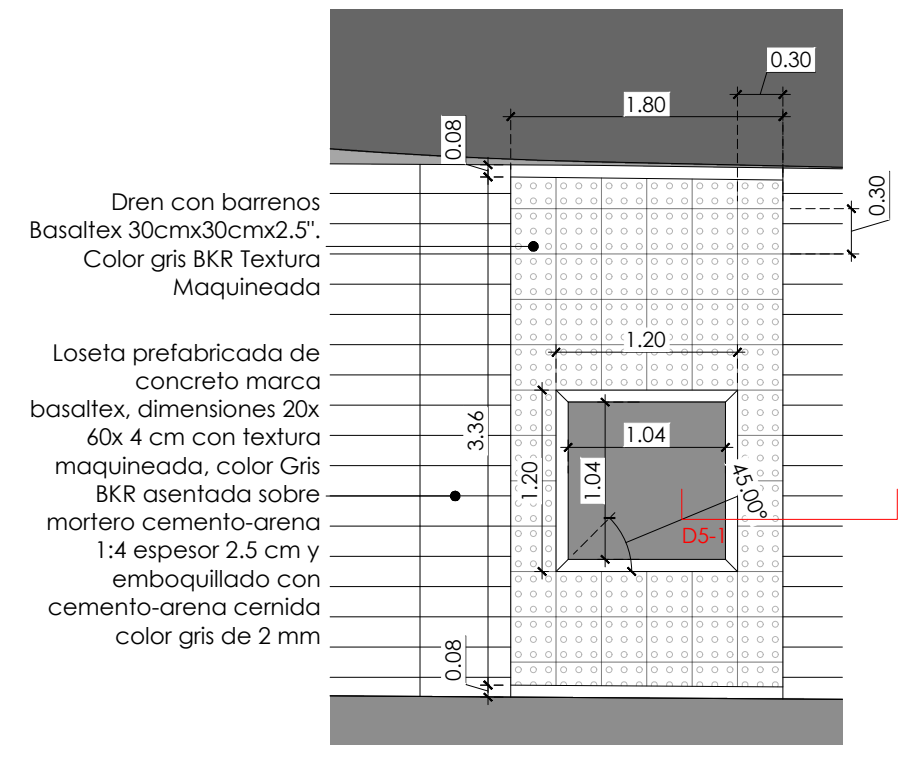 0.30
1.80
0.08
0.30
Dren con barrenos
Basaltex 30cmx30cmx2.5".
Color gris BKR Textura
Maquineada
1.20
Loseta prefabricada de
concreto marca
basaltex, dimensiones 20x
60x 4 cm con textura
maquineada, color Gris
BKR asentada sobre
mortero cemento-arena
1:4 espesor 2.5 cm y
emboquillado con
cemento-arena cernida
color gris de 2 mm
3.36
1.04
1.20
1.04
45.00°
D5-1
0.08